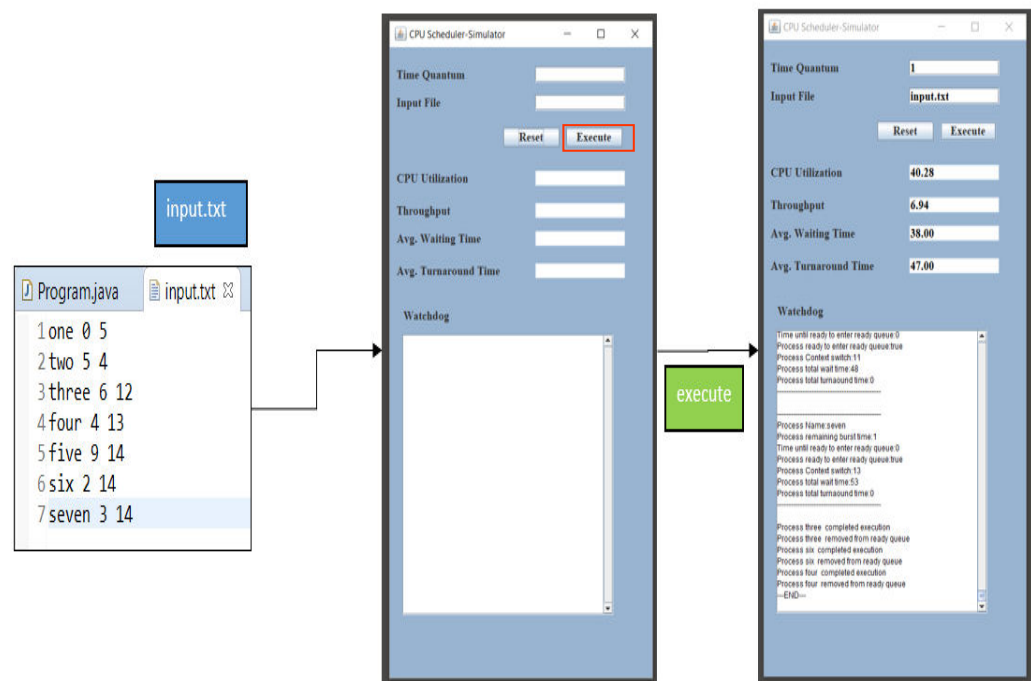 input.txt
Program.java
input.txt
1 one 0 5
2 two 5 4
3 three 6 12
4 four 4 13
5 five 9 14
6 six 2 14
7 seven 3 14
CPU Scheduler-Simulator
Time Quantum
Input File
Reset Execute
CPU Utilization
Throughput
Avg. Waiting Time
Avg. Turnaround Time
Watchdog
execute
CPU Scheduler-Simulator
Time Quantum 1
Input File input.txt
Reset Execute
CPU Utilization 40.28
Throughput 6.94
Avg. Waiting Time 38.00
Avg. Turnaround Time 47.00
Watchdog
Time until ready to enter ready queue:0
Process ready to enter ready queue:true
Process Context switch:11
Process total wait time:48
Process total turnaound time:0
Process Name:seven
Process remaining burst time:1
Time until ready to enter ready queue:0
Process ready to enter ready queue:true
Process Context switch:13
Process total wait time:53
Process total turnaound time:0
Process three completed execution
Process three removed from ready queue
Process six completed execution
Process six removed from ready queue
Process four completed execution
Process four removed from ready queue
---END---